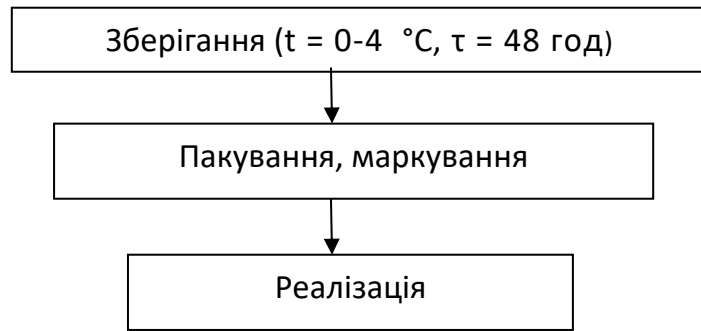 Зберігання (t = 0-4 °C, τ = 48 год)
Пакування, маркування
Реалізація